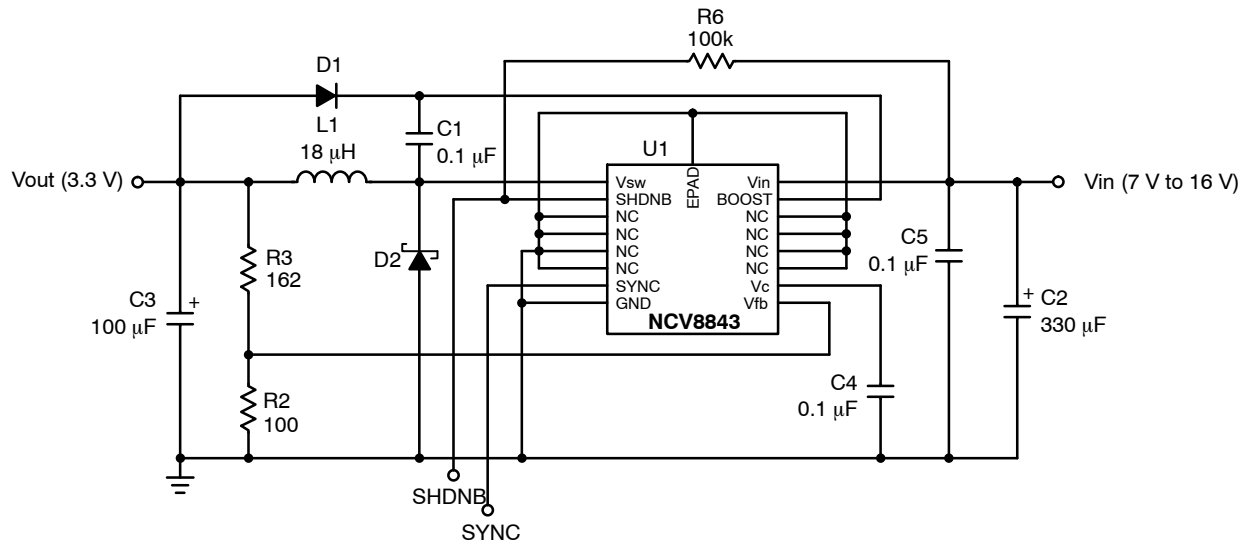 R6
100k
D1
L1
18 μH
C1
0.1 μF
U1
Vout (3.3 V)
Vin (7 V to 16 V)
EPAD
Vsw
SHDNB
NC
NC
NC
NC
SYNC
GND
Vin
BOOST
NC
NC
NC
NC
Vc
Vfb
NCV8843
R3
162
D2
C5
0.1 μF
C3
+
100 μF
+
C2
330 μF
R2
100
C4
0.1 μF
SHDNB
SYNC